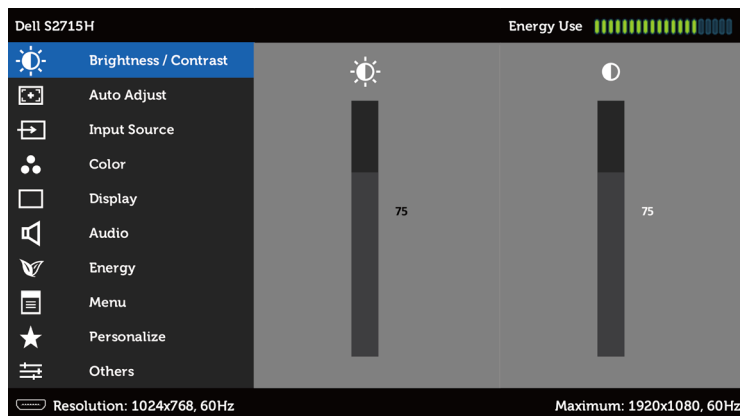 Dell S2715H
Energy Use
Brightness / Contrast
Auto Adjust
Input Source
Color
Display
Audio
Energy
Menu
Personalize
Others
75
75
Resolution: 1024x768, 60Hz
Maximum: 1920x1080, 60Hz